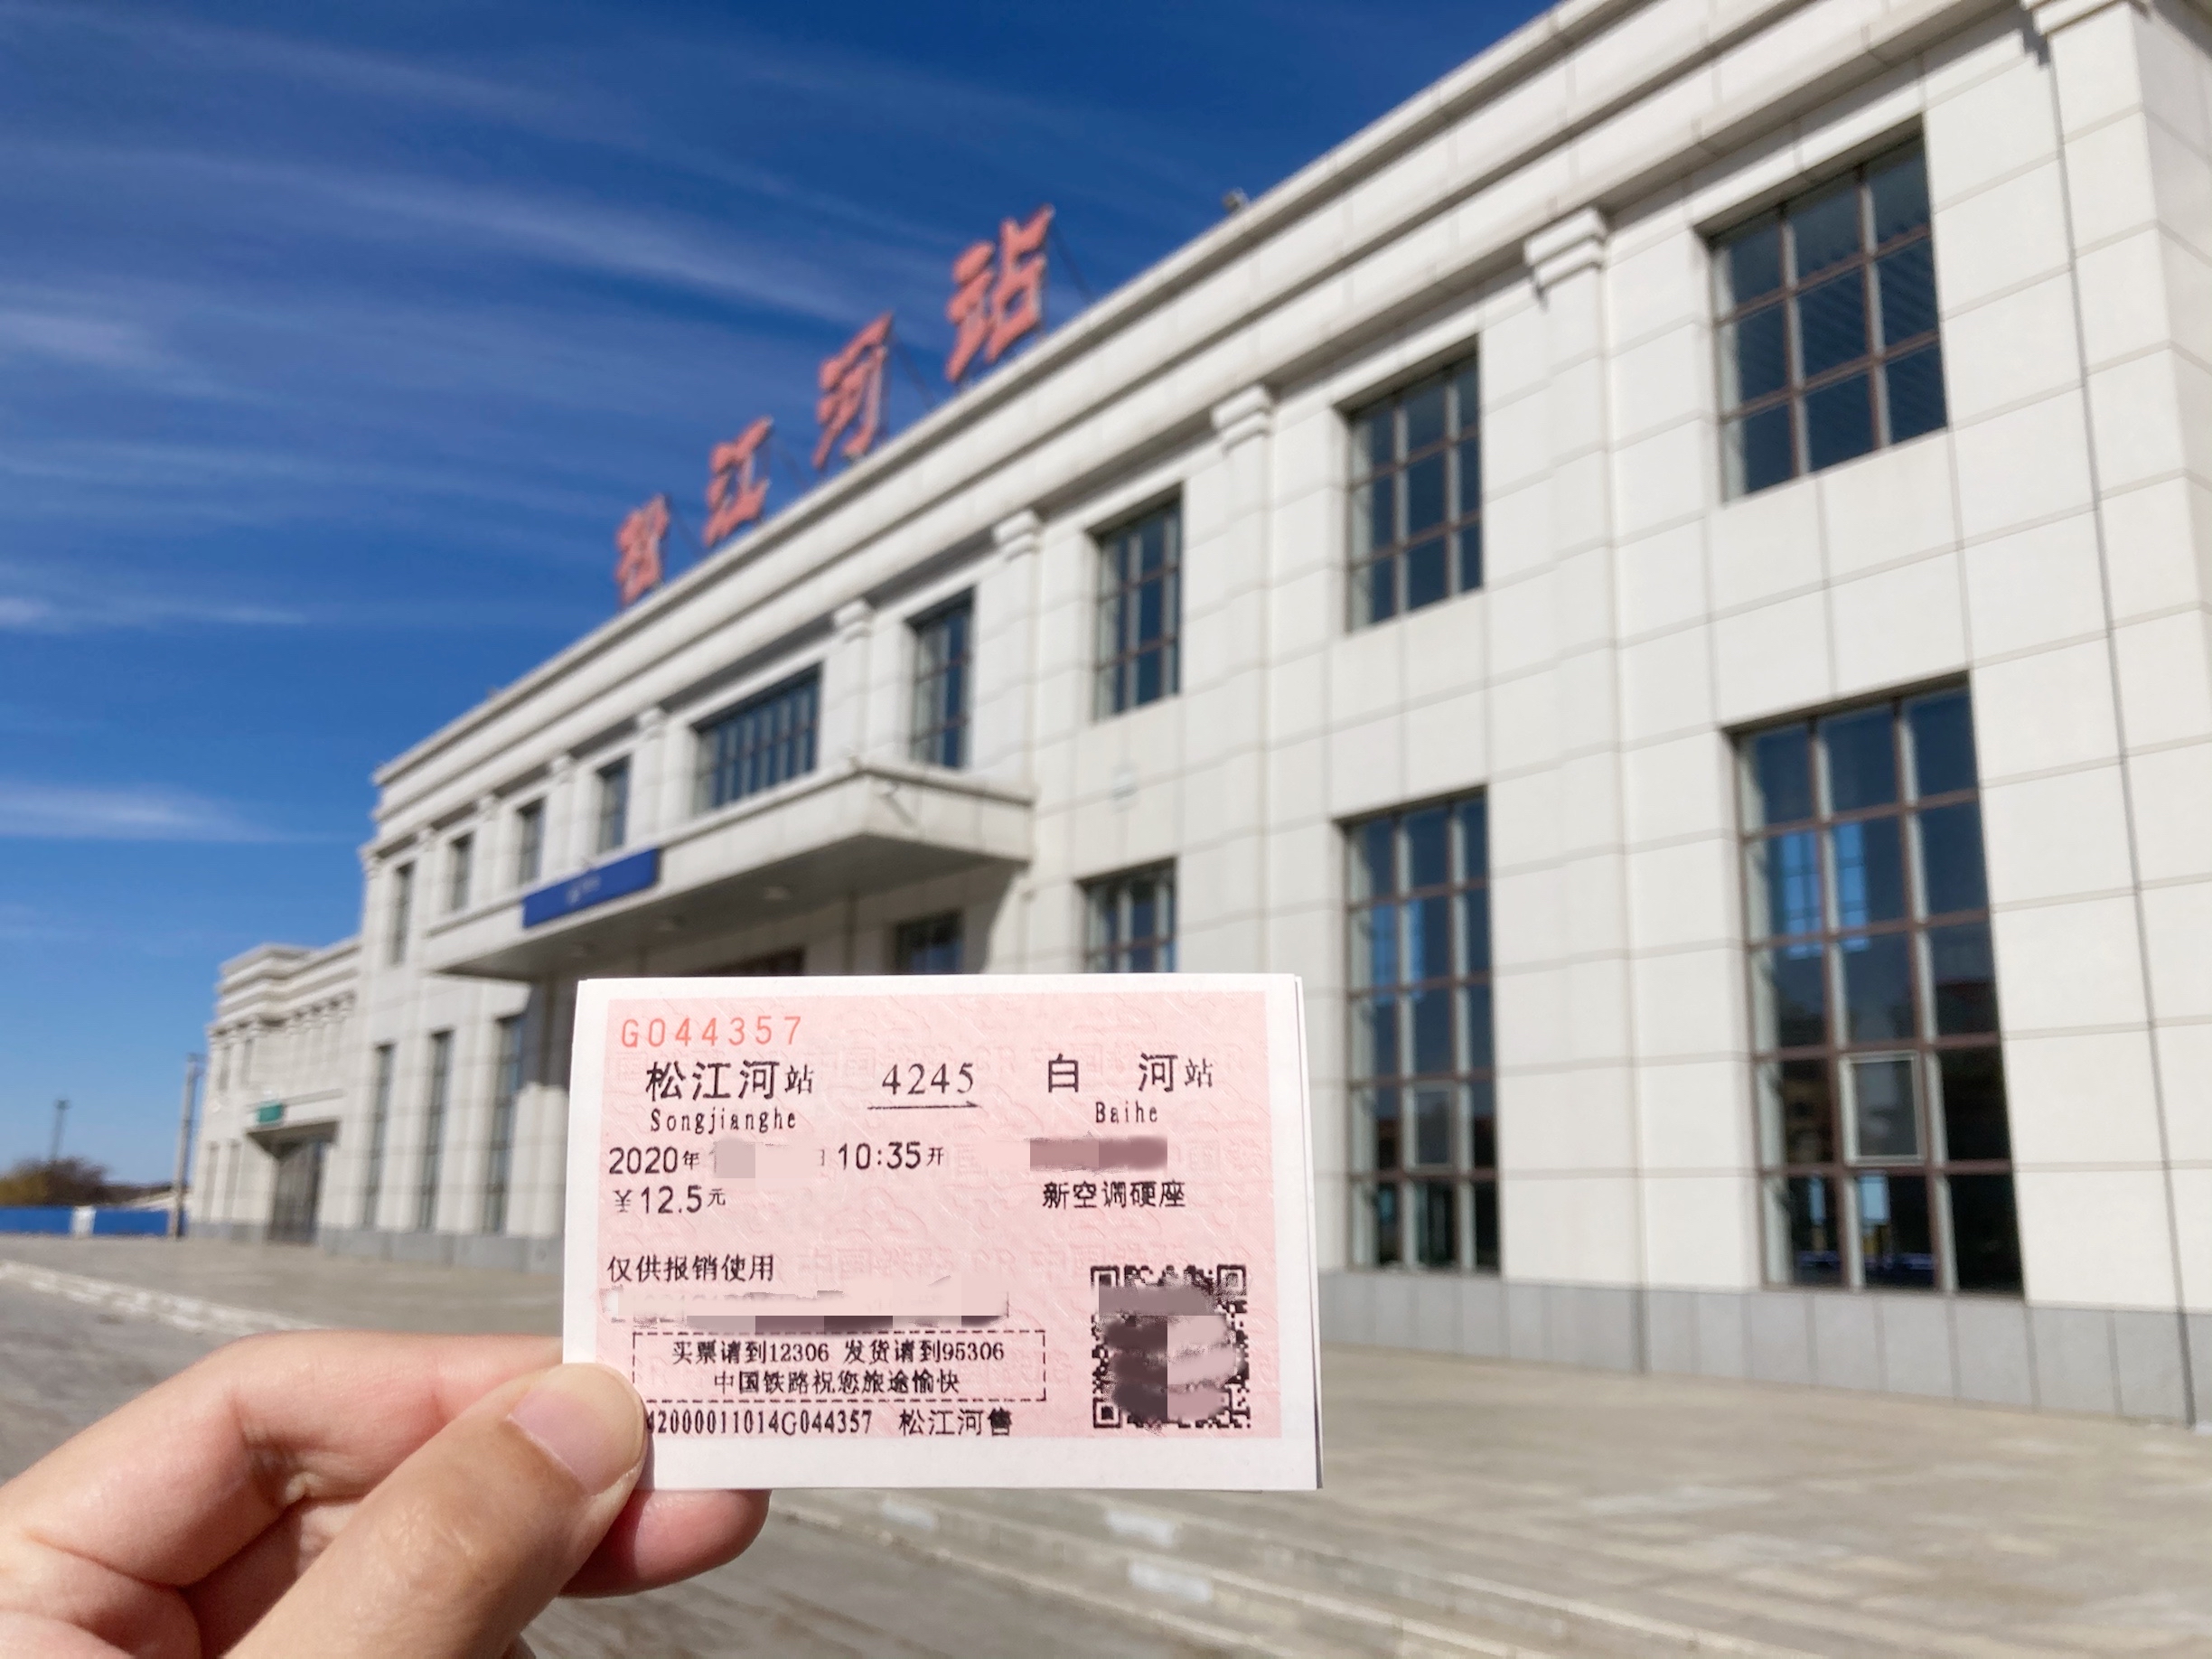 松江河站
G044357
松江河站 4245 白河站
Songjianghe Baihe
2020年 10:35开
¥12.5元 新空调硬座
仅供报销使用
买票请到12306 发货请到95306
中国铁路祝您旅途愉快
42000011014G044357 松江河售